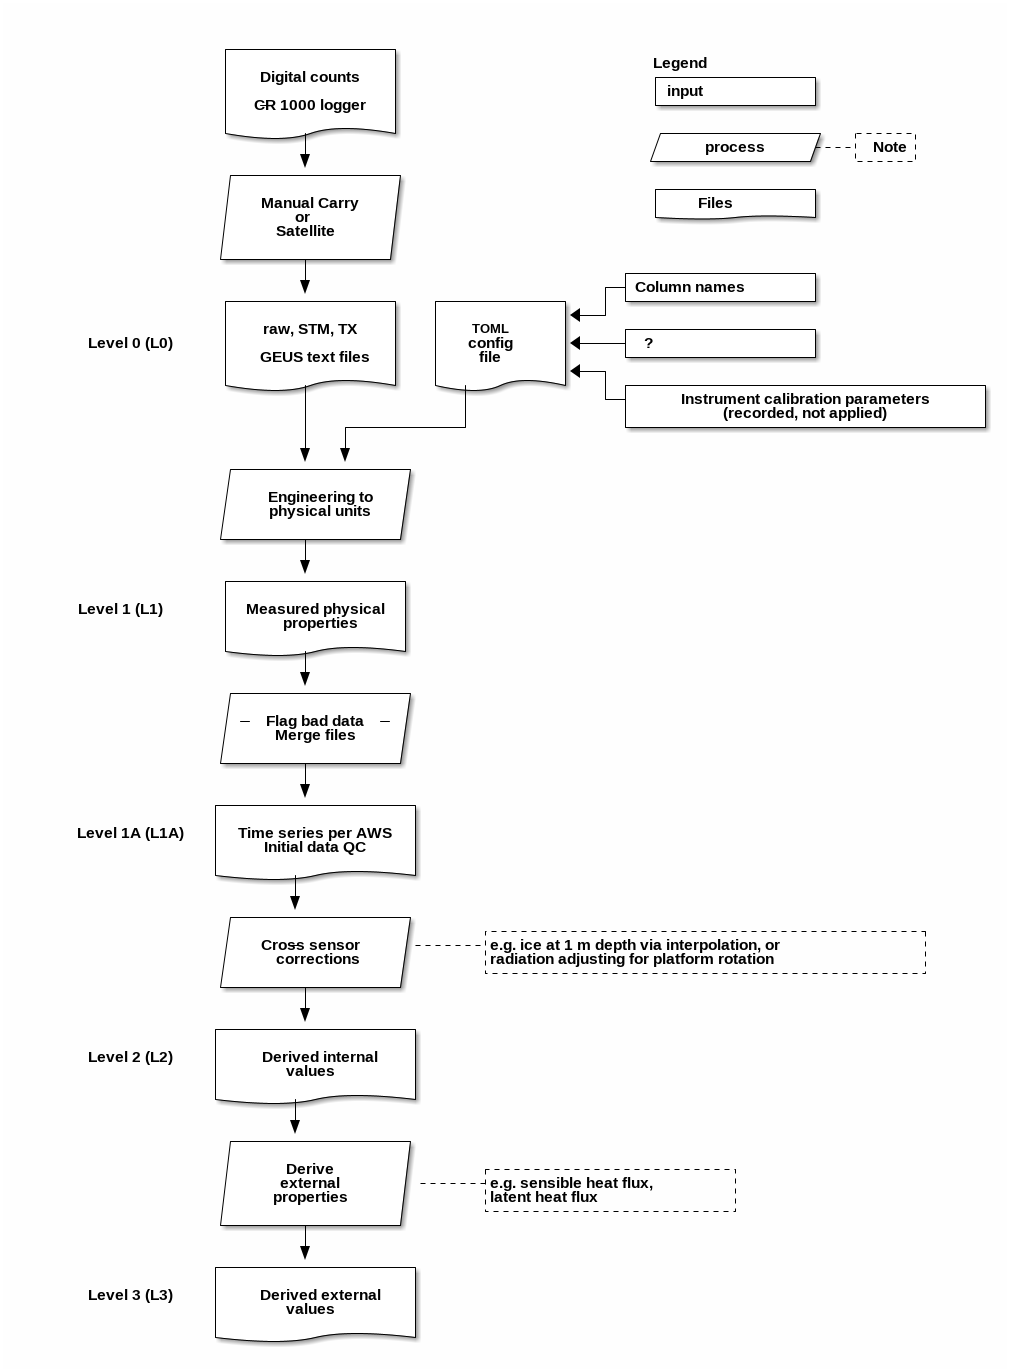 Digital counts
CR 1000 logger
Legend
input
process
Note
Files
Manual Carry
or
Satellite
Level 0 (L0)
raw, STM, TX
GEUS text files
TOML
config
file
Column names
?
Instrument calibration parameters
(recorded, not applied)
Engineering to
physical units
Level 1 (L1)
Measured physical
properties
Flag bad data
Merge files
Level 1A (L1A)
Time series per AWS
Initial data QC
Cross sensor
corrections
e.g. ice at 1 m depth via interpolation, or
radiation adjusting for platform rotation
Level 2 (L2)
Derived internal
values
Derive
external
properties
e.g. sensible heat flux,
latent heat flux
Level 3 (L3)
Derived external
values